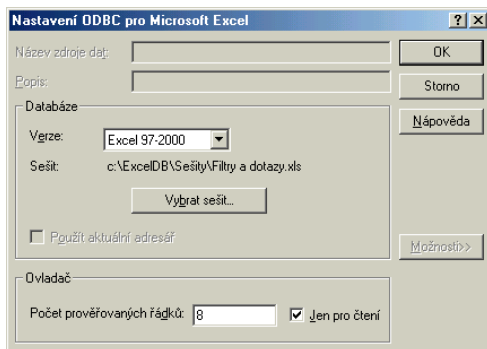 Nastavení ODBC pro Microsoft Excel
Název zdroje dat:
OK
Popis:
Storno
Databáze
Nápověda
Verze: Excel 97-2000
Sešit: c:\ExcelDB\Sešity\Filtry a dotazy.xls
Vybrat sešit...
Použít aktuální adresář
Možnosti>>
Ovladač
Počet prověřovaných řádků: 8 Jen pro čtení